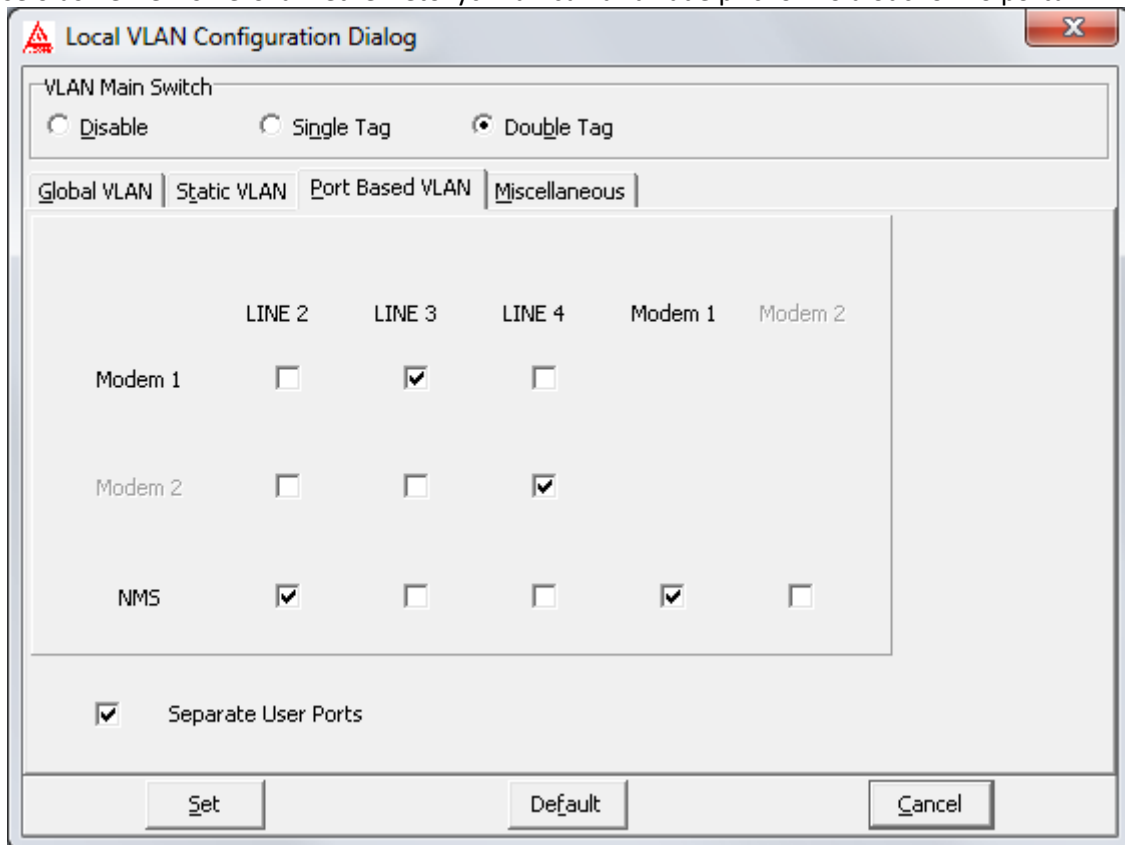 Local VLAN Configuration Dialog
VLAN Main Switch
Disable Single Tag Double Tag
Global VLAN Static VLAN Port Based VLAN Miscellaneous
LINE 2 LINE 3 LINE 4 Modem 1 Modem 2
Modem 1
Modem 2
NMS
Separate User Ports
Set Default Cancel